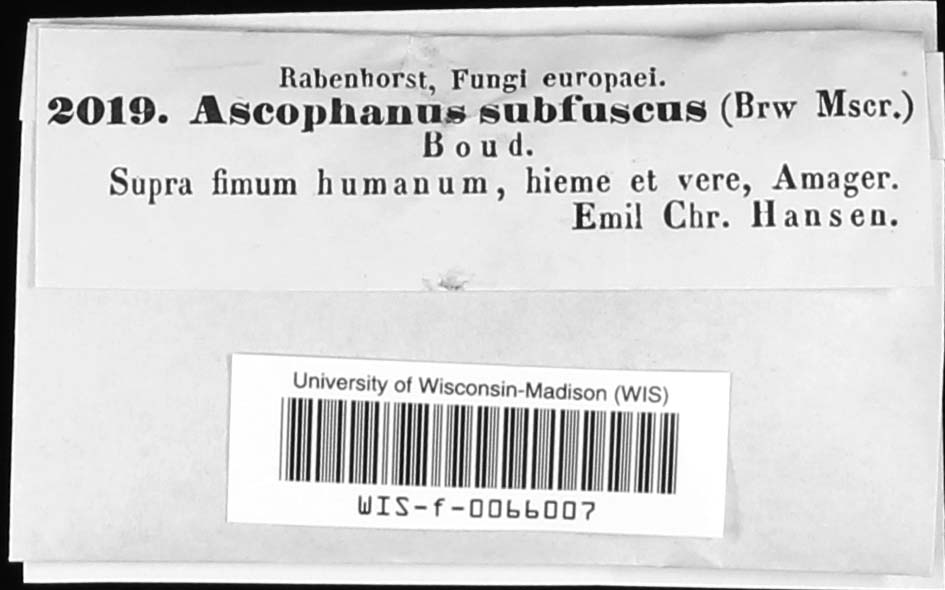 Rabenhorst, Fungi europaei.
2019. Ascophanus subfuscus (Brw Mscr.)
Boud.
Supra fimum humanum, hieme et vere, Amager.
Emil Chr. Hansen.
University of Wisconsin-Madison (WIS)
WIS-f-0066007